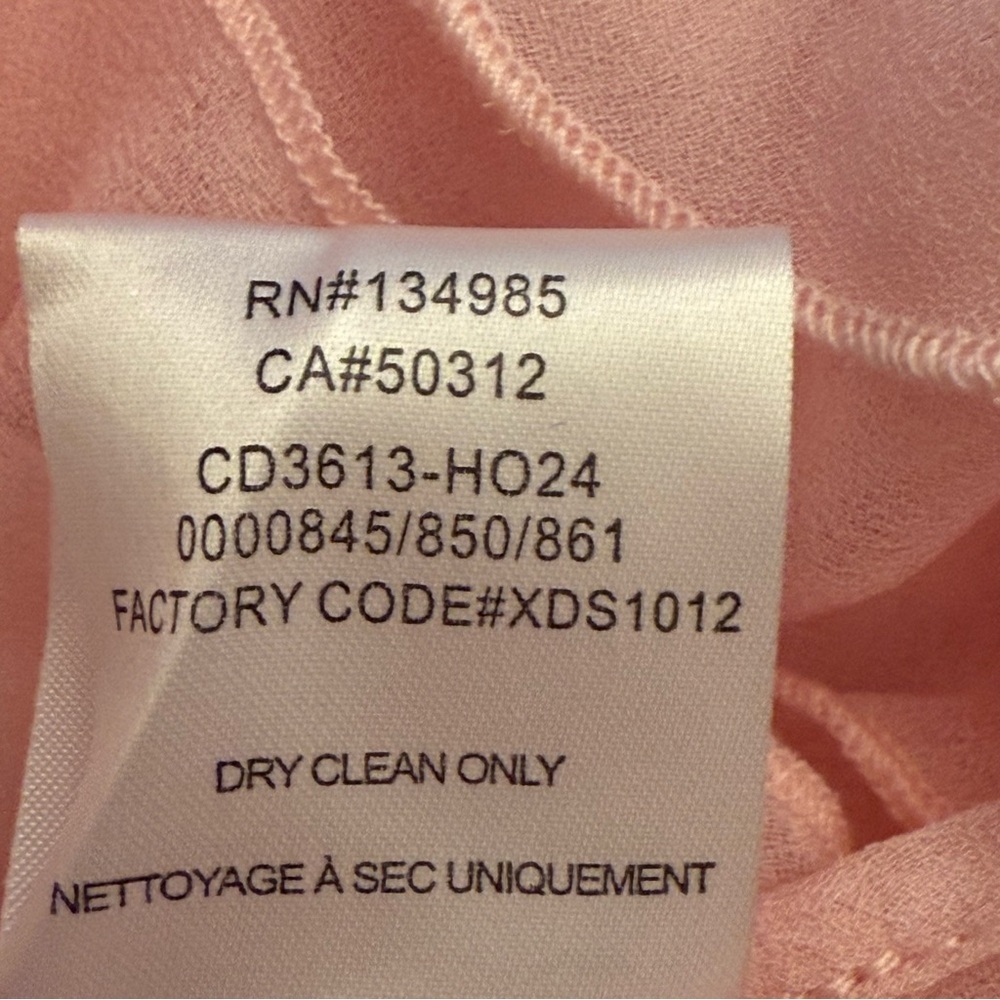 RN#134985
CA#50312
CD3613-HO24
0000845/850/861
FACTORY CODE#XDS1012
DRY CLEAN ONLY
NETTOYAGE À SEC UNIQUEMENT